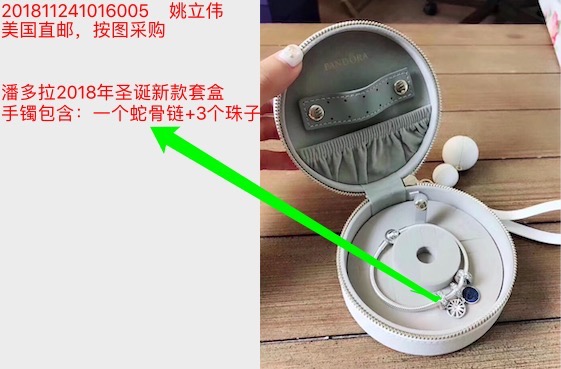 201811241016005 姚立伟
美国直邮，按图采购
潘多拉2018年圣诞新款套盒
手镯包含：一个蛇骨链+3个珠子
PANDORA